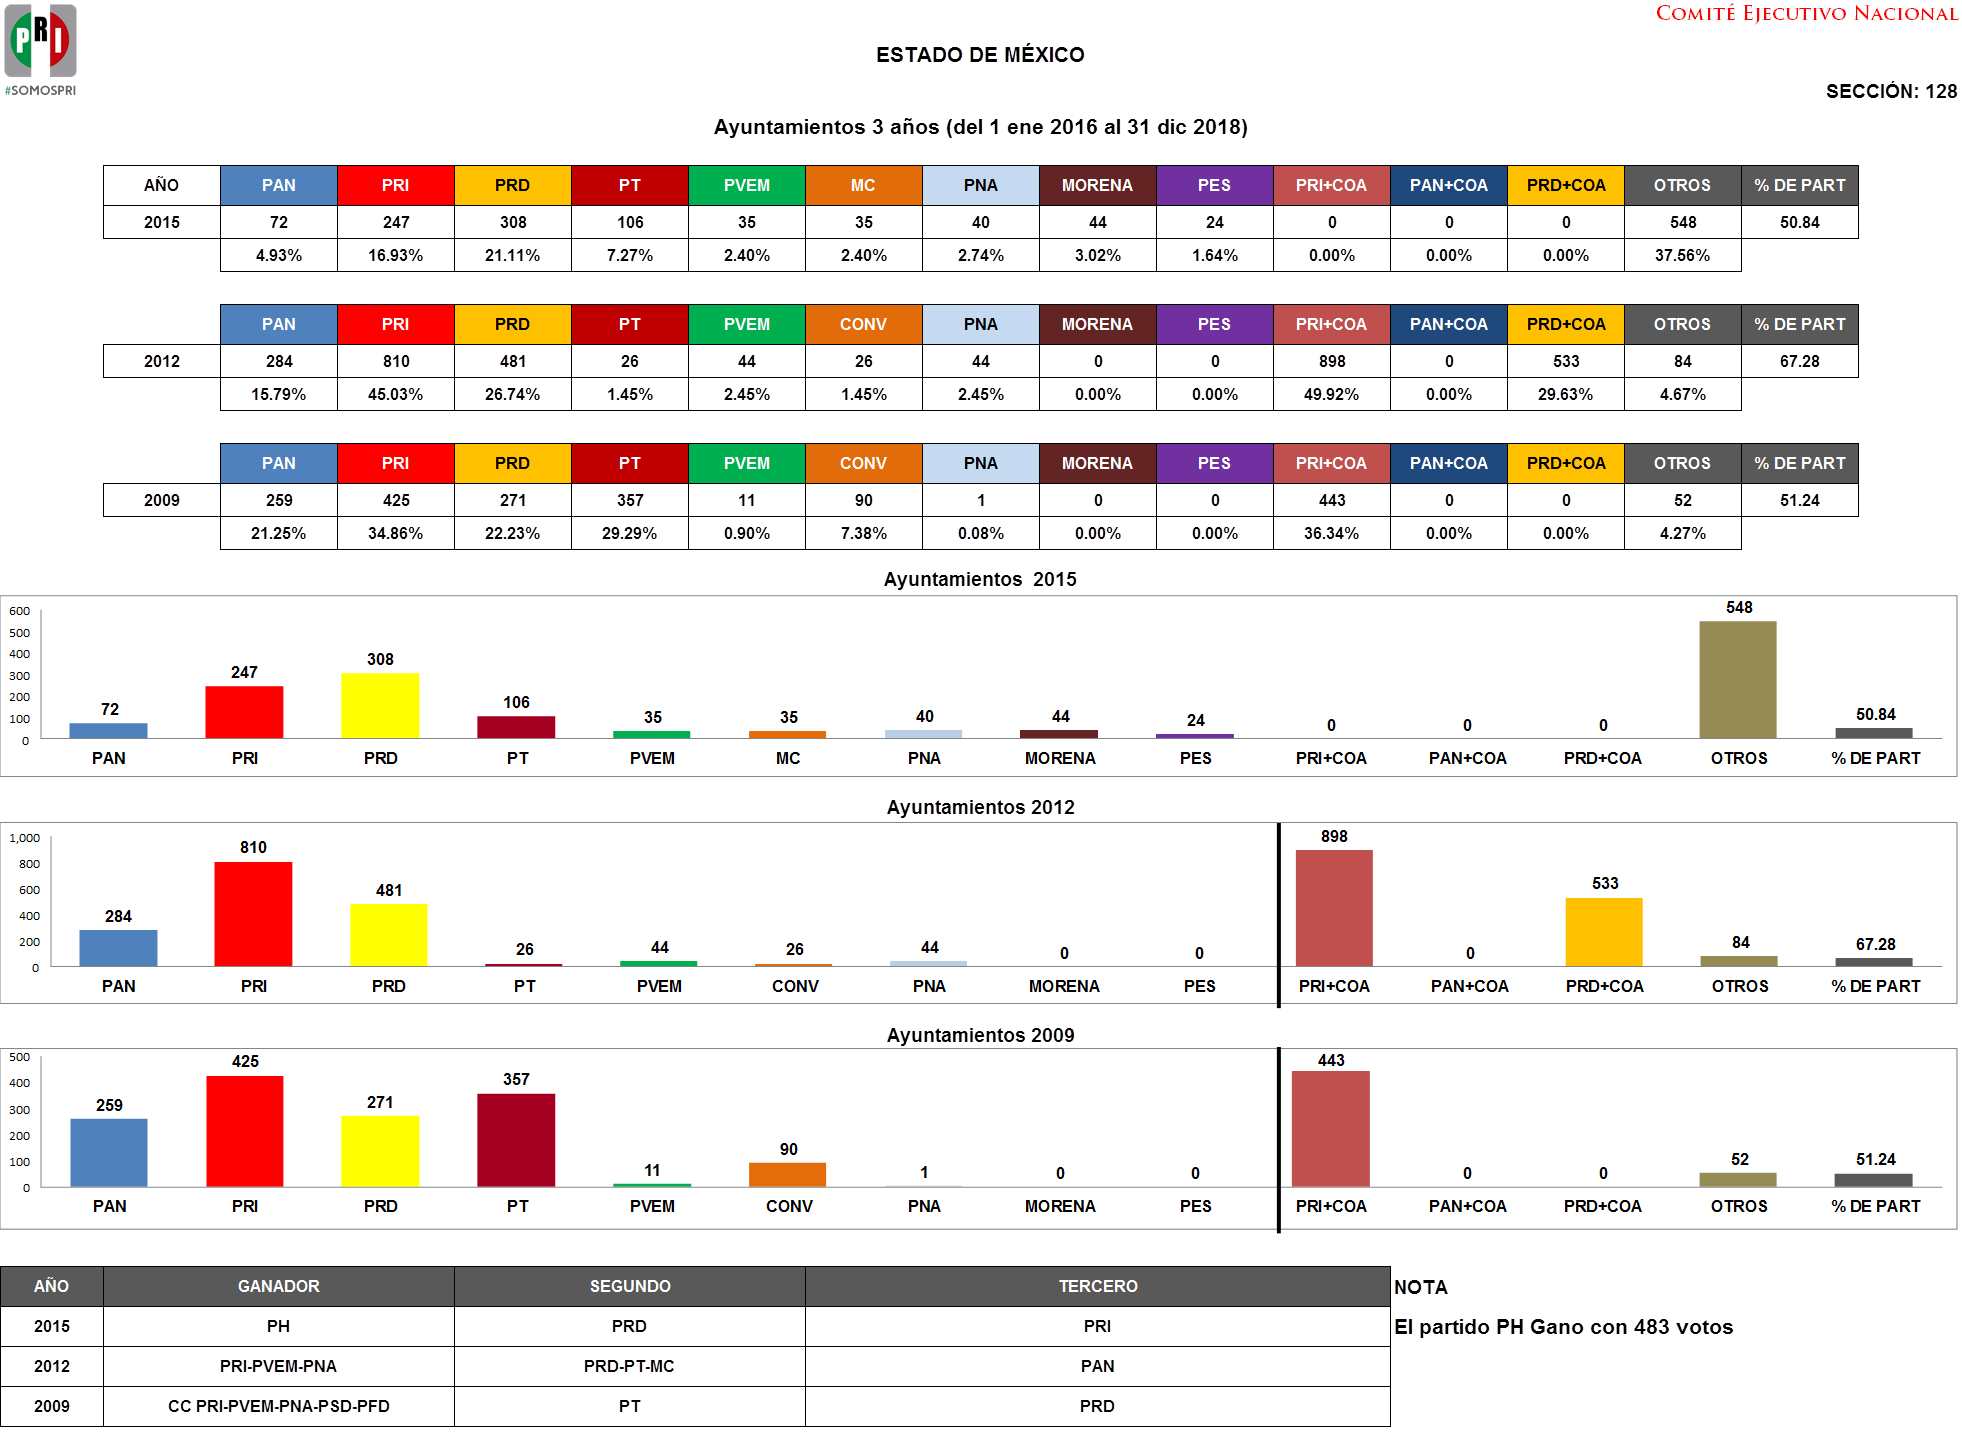 PRI
#SOMOSPRI
COMITÉ EJECUTIVO NACIONAL
ESTADO DE MÉXICO
SECCIÓN: 128
Ayuntamientos 3 años (del 1 ene 2016 al 31 dic 2018)
AÑO PAN PRI PRD PT PVEM MC PNA MORENA PES PRI+COA PAN+COA PRD+COA OTROS % DE PART
2015 72 247 308 106 35 35 40 44 24 0 0 0 548 50.84
4.93% 16.93% 21.11% 7.27% 2.40% 2.40% 2.74% 3.02% 1.64% 0.00% 0.00% 0.00% 37.56%
PAN PRI PRD PT PVEM CONV PNA MORENA PES PRI+COA PAN+COA PRD+COA OTROS % DE PART
2012 284 810 481 26 44 26 44 0 0 898 0 533 84 67.28
15.79% 45.03% 26.74% 1.45% 2.45% 1.45% 2.45% 0.00% 0.00% 49.92% 0.00% 29.63% 4.67%
PAN PRI PRD PT PVEM CONV PNA MORENA PES PRI+COA PAN+COA PRD+COA OTROS % DE PART
2009 259 425 271 357 11 90 1 0 0 443 0 0 52 51.24
21.25% 34.86% 22.23% 29.29% 0.90% 7.38% 0.08% 0.00% 0.00% 36.34% 0.00% 0.00% 4.27%
Ayuntamientos 2015
600
500
400
300
200
100
0
72 247 308 106 35 35 40 44 24 0 0 0 548 50.84
PAN PRI PRD PT PVEM MC PNA MORENA PES PRI+COA PAN+COA PRD+COA OTROS % DE PART
Ayuntamientos 2012
1,000
800
600
400
200
0
284 810 481 26 44 26 44 0 0 898 0 533 84 67.28
PAN PRI PRD PT PVEM CONV PNA MORENA PES PRI+COA PAN+COA PRD+COA OTROS % DE PART
Ayuntamientos 2009
500
400
300
200
100
0
259 425 271 357 11 90 1 0 0 443 0 0 52 51.24
PAN PRI PRD PT PVEM CONV PNA MORENA PES PRI+COA PAN+COA PRD+COA OTROS % DE PART
AÑO GANADOR SEGUNDO TERCERO NOTA
2015 PH PRD PRI El partido PH Gano con 483 votos
2012 PRI-PVEM-PNA PRD-PT-MC PAN
2009 CC PRI-PVEM-PNA-PSD-PFD PT PRD